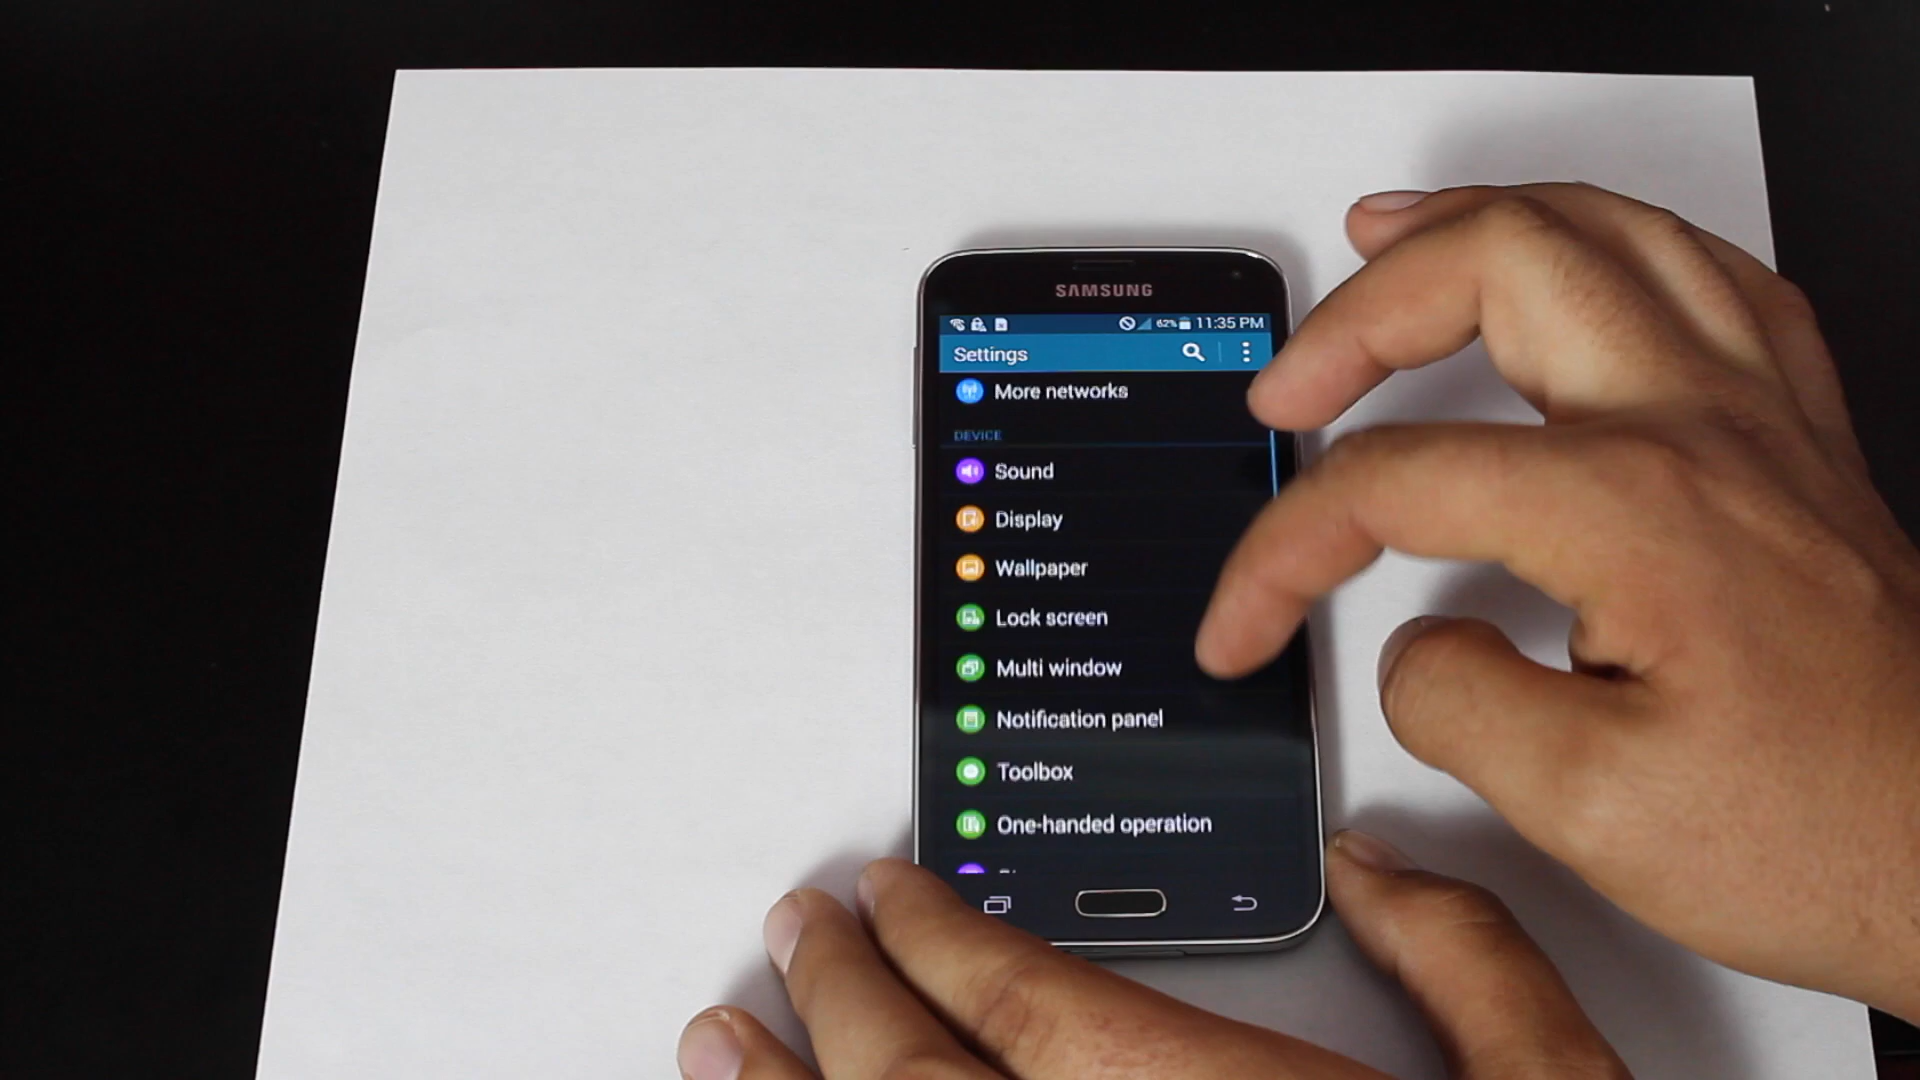 SAMSUNG
62% 11:35 PM
Settings
More networks
DEVICE
Sound
Display
Wallpaper
Lock screen
Multi window
Notification panel
Toolbox
One-handed operation